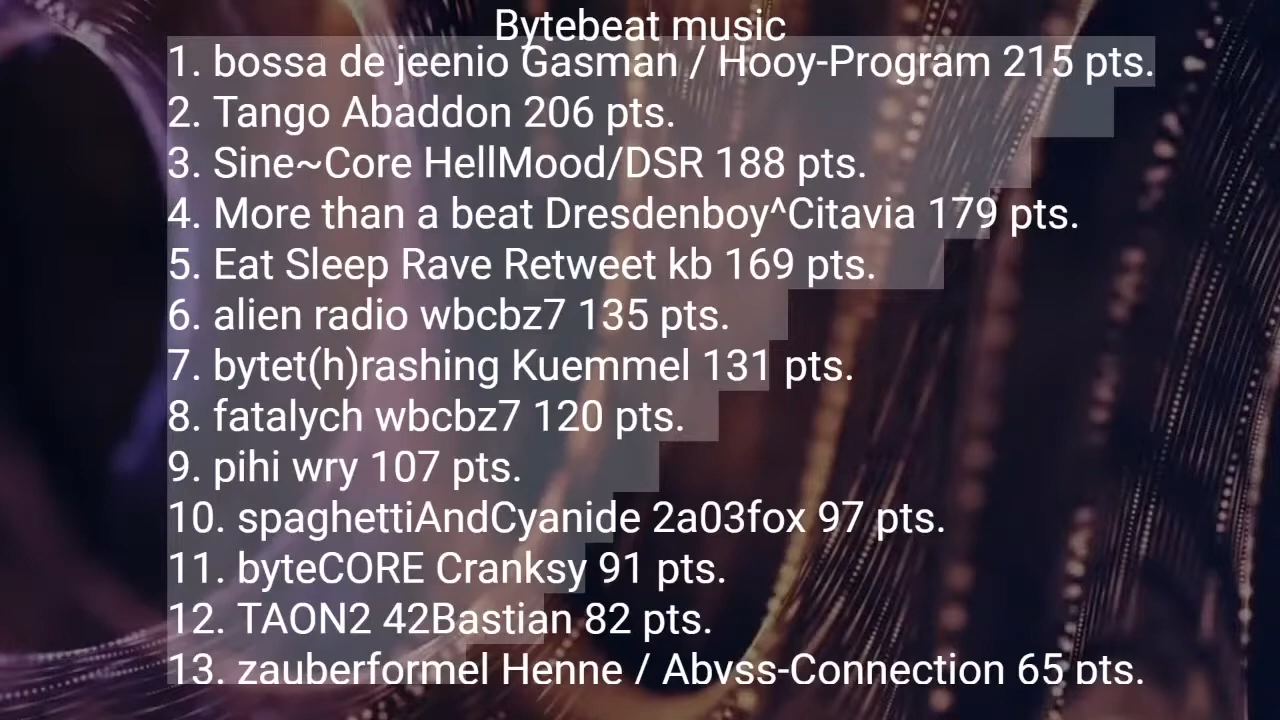 Bytebeat music
1. bossa de jeenio Gasman / Hooy-Program 215 pts.
2. Tango Abaddon 206 pts.
3. Sine~Core HellMood/DSR 188 pts.
4. More than a beat Dresdenboy^Citavia 179 pts.
5. Eat Sleep Rave Retweet kb 169 pts.
6. alien radio wbcbz7 135 pts.
7. bytet(h)rashing Kuemmel 131 pts.
8. fatalych wbcbz7 120 pts.
9. pihi wry 107 pts.
10. spaghettiAndCyanide 2a03fox 97 pts.
11. byteCORE Cranksy 91 pts.
12. TAON2 42Bastian 82 pts.
13. zauberformel Henne / Abyss-Connection 65 pts.